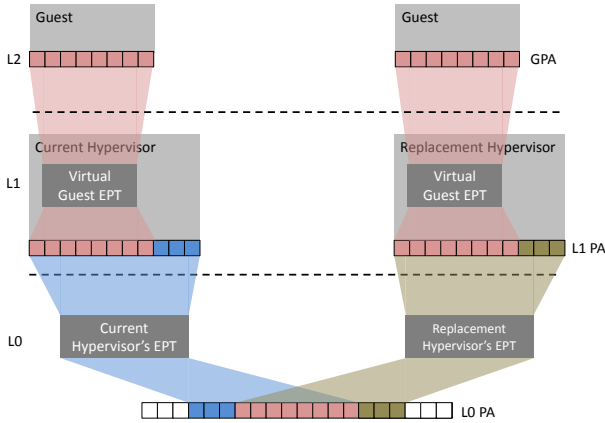 Guest
Guest
L2
GPA
Current Hypervisor
Replacement Hypervisor
Virtual
Guest EPT
Virtual
Guest EPT
L1
L1 PA
L0
Current
Hypervisor's EPT
Replacement
Hypervisor's EPT
L0 PA